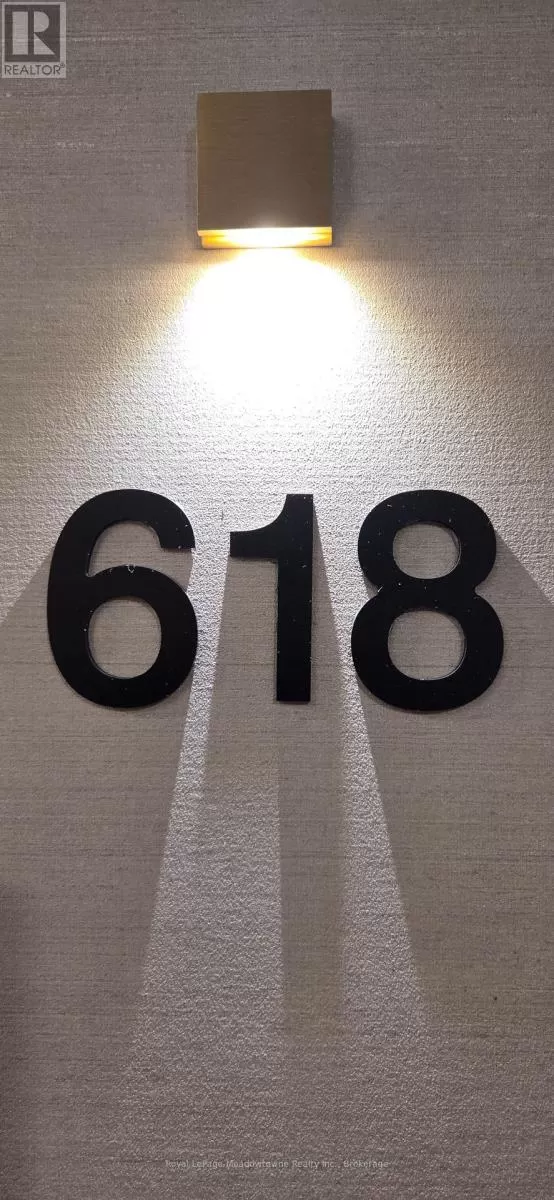 R
REALTOR®
618
Royal LePage Meadowtowne Realty Inc., Brokerage